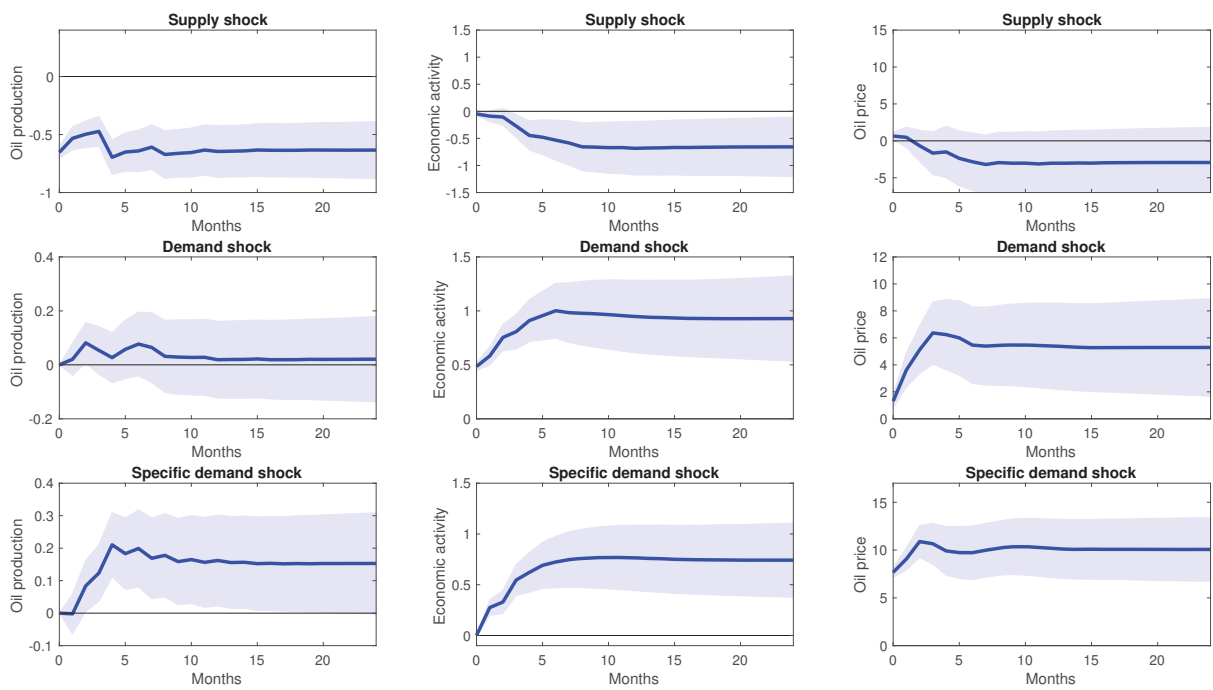 Supply shock
Oil production
0
-0.5
-1
0 5 10 15 20
Months
Supply shock
Economic activity
1.5
1
0.5
0
-0.5
-1
-1.5
0 5 10 15 20
Months
Supply shock
Oil price
15
10
5
0
-5
0 5 10 15 20
Months
Demand shock
Oil production
0.4
0.2
0
-0.2
0 5 10 15 20
Months
Demand shock
Economic activity
1.5
1
0.5
0
0 5 10 15 20
Months
Demand shock
Oil price
12
10
8
6
4
2
0
0 5 10 15 20
Months
Specific demand shock
Oil production
0.4
0.3
0.2
0.1
0
-0.1
0 5 10 15 20
Months
Specific demand shock
Economic activity
1.5
1
0.5
0
0 5 10 15 20
Months
Specific demand shock
Oil price
15
10
5
0
0 5 10 15 20
Months